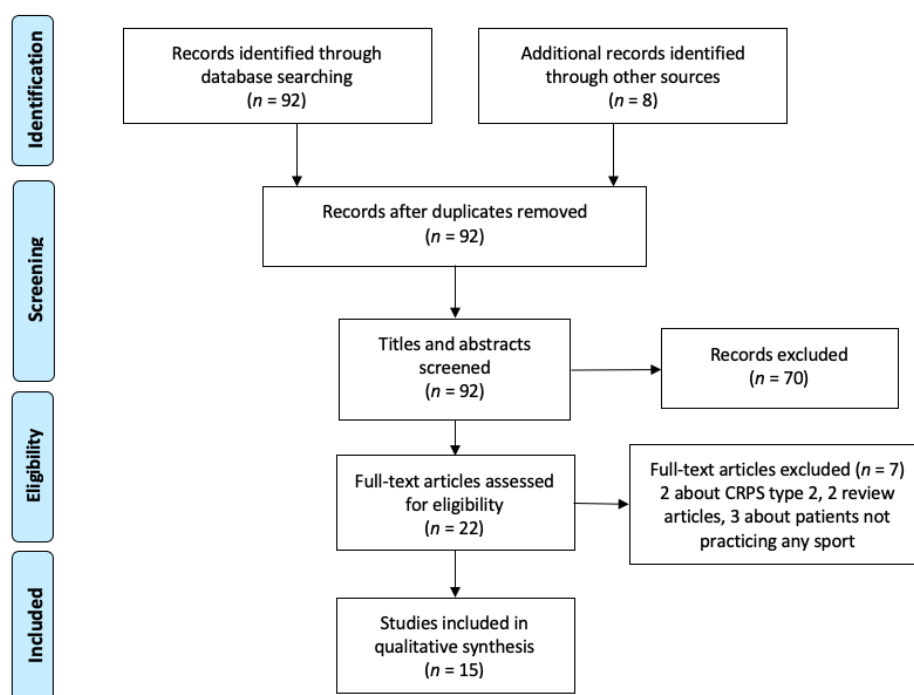 Identification
Records identified through
database searching
(n = 92)
Additional records identified
through other sources
(n = 8)
Screening
Records after duplicates removed
(n = 92)
Titles and abstracts
screened
(n = 92)
Records excluded
(n = 70)
Eligibility
Full-text articles assessed
for eligibility
(n = 22)
Full-text articles excluded (n = 7)
2 about CRPS type 2, 2 review
articles, 3 about patients not
practicing any sport
Included
Studies included in
qualitative synthesis
(n = 15)